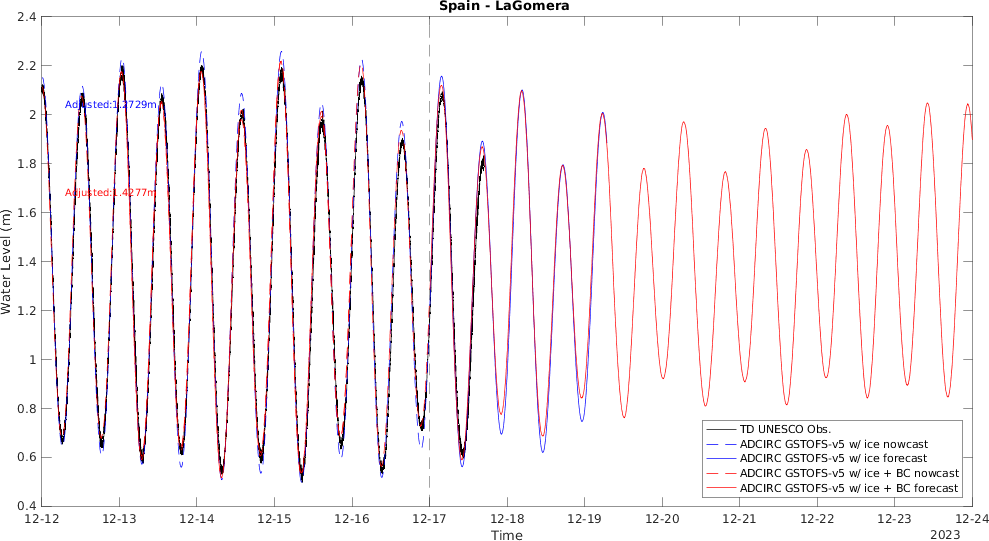 Spain - LaGomera
2.4
2.2
2
1.8
1.6
1.4
1.2
1
0.8
0.6
0.4
Water Level (m)
Adjusted:1.2729m
Adjusted:1.4277m
TD UNESCO Obs.
ADCIRC GSTOFS-v5 w/ ice nowcast
ADCIRC GSTOFS-v5 w/ ice forecast
ADCIRC GSTOFS-v5 w/ ice + BC nowcast
ADCIRC GSTOFS-v5 w/ ice + BC forecast
12-12 12-13 12-14 12-15 12-16 12-17 12-18 12-19 12-20 12-21 12-22 12-23 12-24
Time
2023